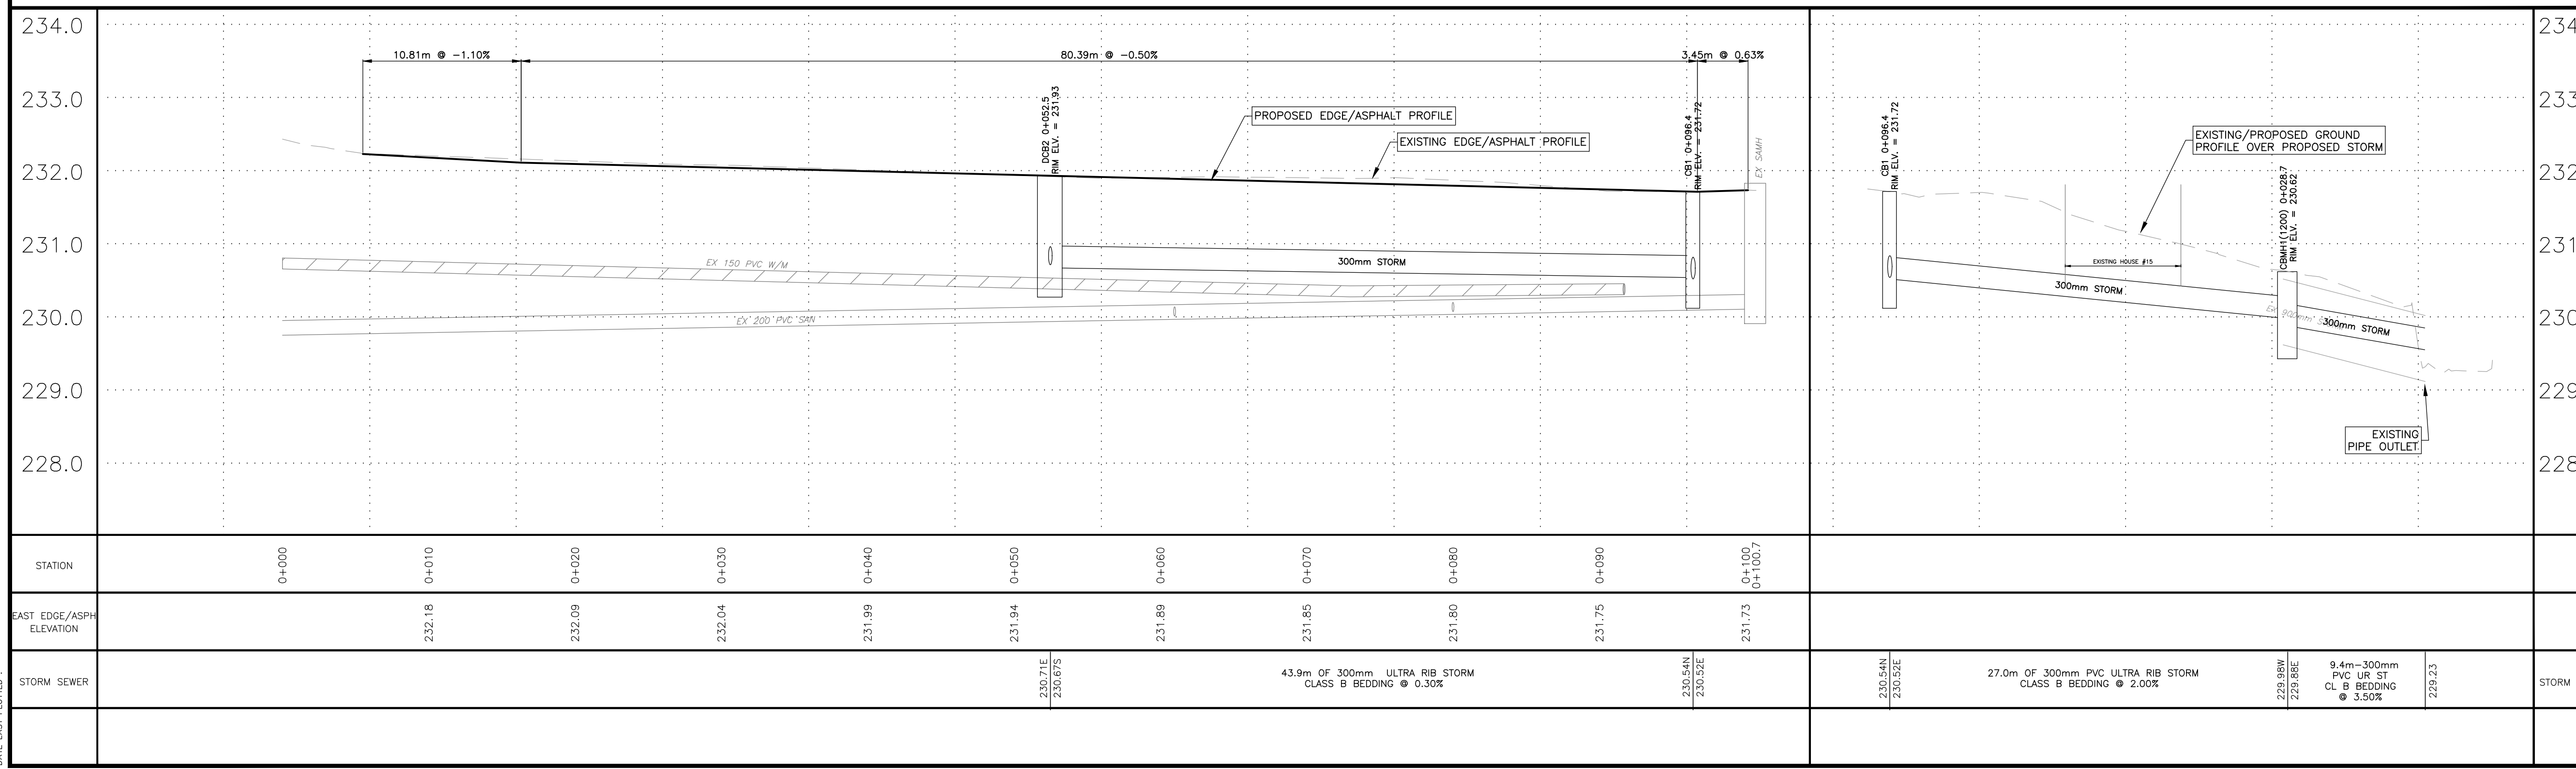 234.0
233.0
232.0
231.0
230.0
229.0
228.0
10.81m @ -1.10%
80.39m @ -0.50%
3.45m @ 0.63%
DCB2 0+052.5
RIM ELV. = 231.93
PROPOSED EDGE/ASPHALT PROFILE
EXISTING EDGE/ASPHALT PROFILE
CB1 0+096.4
RIM ELV. = 231.72
EX SAMH
300mm STORM
EX 150 PVC W/M
EX 200 PVC SAN
CB1 0+096.4
RIM ELV. = 231.72
EXISTING/PROPOSED GROUND
PROFILE OVER PROPOSED STORM
CBMH1(1200) 0+028.7
RIM ELV. = 230.62
EXISTING HOUSE #15
300mm STORM
EX 900mm
300mm STORM
EXISTING
PIPE OUTLET
234
233
232
231
230
229
228
STATION
0+000
0+010
0+020
0+030
0+040
0+050
0+060
0+070
0+080
0+090
0+100
0+100.7
EAST EDGE/ASPH
ELEVATION
232.18
232.09
232.04
231.99
231.94
231.89
231.85
231.80
231.75
231.73
STORM SEWER
230.71E
230.67S
43.9m OF 300mm ULTRA RIB STORM
CLASS B BEDDING @ 0.30%
230.54N
230.52E
230.54N
230.52E
27.0m OF 300mm PVC ULTRA RIB STORM
CLASS B BEDDING @ 2.00%
229.98W
229.88E
9.4m-300mm
PVC UR ST
CL B BEDDING
@ 3.50%
229.23
STORM